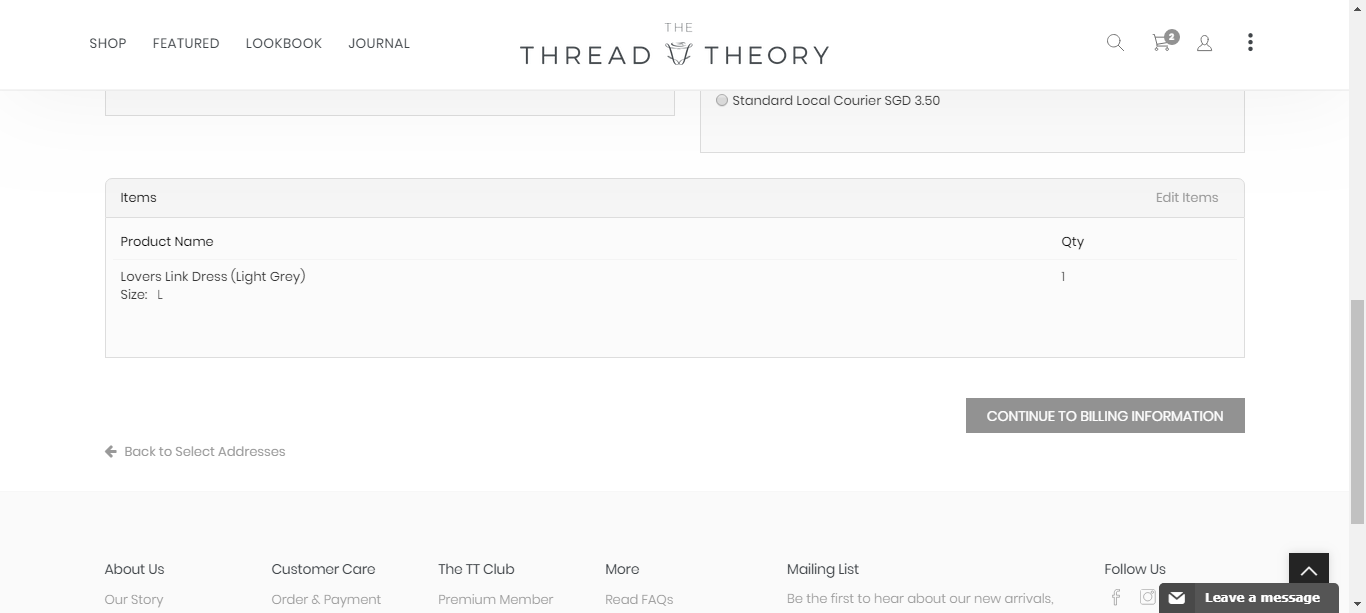 SHOP FEATURED LOOKBOOK JOURNAL
THE
THREAD THEORY
2
Standard Local Courier SGD 3.50
Items Edit Items
Product Name Qty
Lovers Link Dress (Light Grey) 1
Size: L
CONTINUE TO BILLING INFORMATION
Back to Select Addresses
About Us Customer Care The TT Club More Mailing List Follow Us
Our Story Order & Payment Premium Member Read FAQs Be the first to hear about our new arrivals,
Leave a message